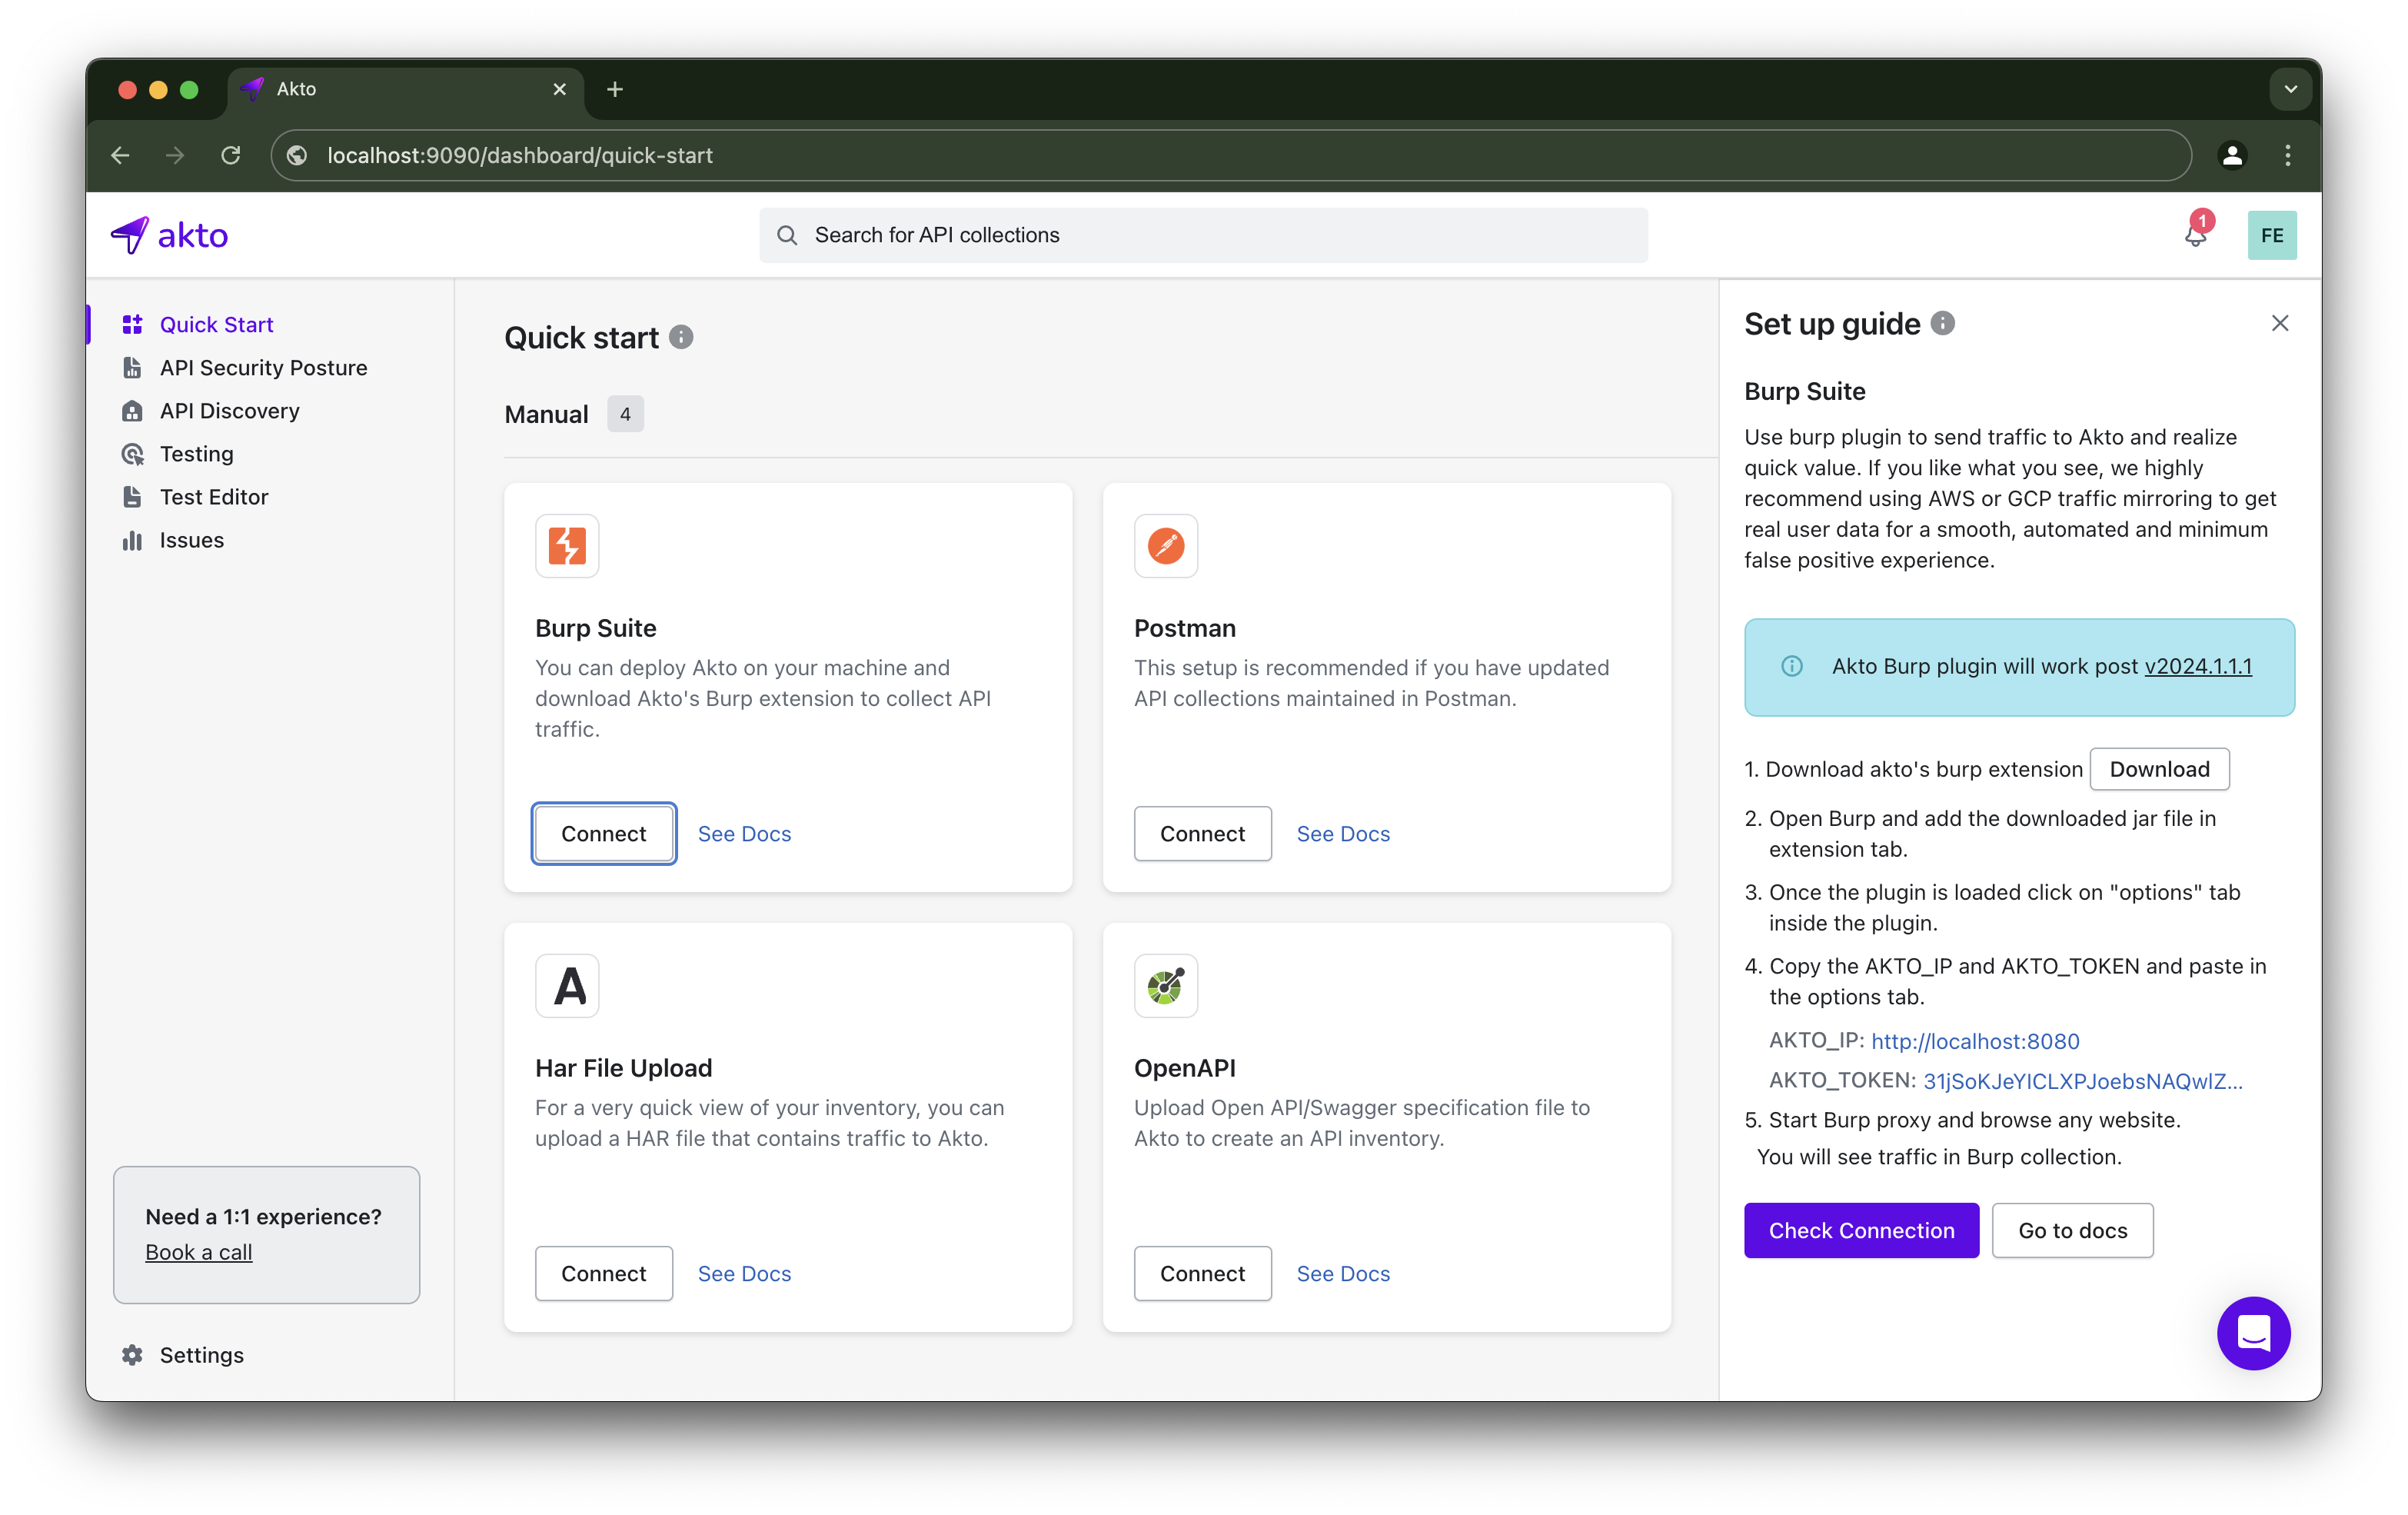 Akto
localhost:9090/dashboard/quick-start
akto
Search for API collections
1
FE
Quick Start
API Security Posture
API Discovery
Testing
Test Editor
Issues
Need a 1:1 experience?
Book a call
Settings
Quick start
Manual 4
Burp Suite
You can deploy Akto on your machine and
download Akto's Burp extension to collect API
traffic.
Connect See Docs
Postman
This setup is recommended if you have updated
API collections maintained in Postman.
Connect See Docs
A
Har File Upload
For a very quick view of your inventory, you can
upload a HAR file that contains traffic to Akto.
Connect See Docs
OpenAPI
Upload Open API/Swagger specification file to
Akto to create an API inventory.
Connect See Docs
Set up guide
Burp Suite
Use burp plugin to send traffic to Akto and realize
quick value. If you like what you see, we highly
recommend using AWS or GCP traffic mirroring to get
real user data for a smooth, automated and minimum
false positive experience.
Akto Burp plugin will work post v2024.1.1.1
1. Download akto's burp extension Download
2. Open Burp and add the downloaded jar file in
extension tab.
3. Once the plugin is loaded click on "options" tab
inside the plugin.
4. Copy the AKTO_IP and AKTO_TOKEN and paste in
the options tab.
AKTO_IP: http://localhost:8080
AKTO_TOKEN: 31jSoKJeYICLXPJoebsNAQwlZ...
5. Start Burp proxy and browse any website.
You will see traffic in Burp collection.
Check Connection Go to docs